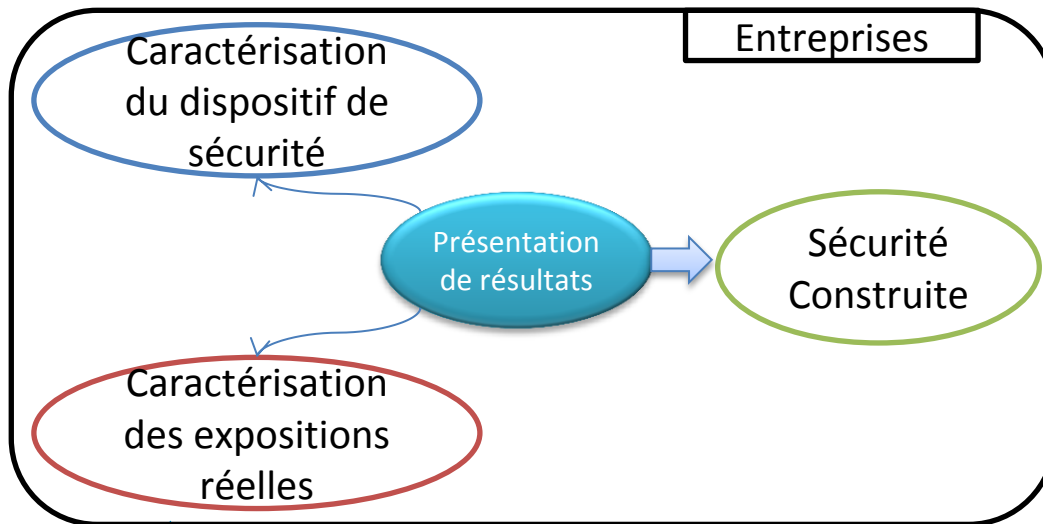 Entreprises
Caractérisation
du dispositif de
sécurité
Présentation
de résultats
Sécurité
Construite
Caractérisation
des expositions
réelles